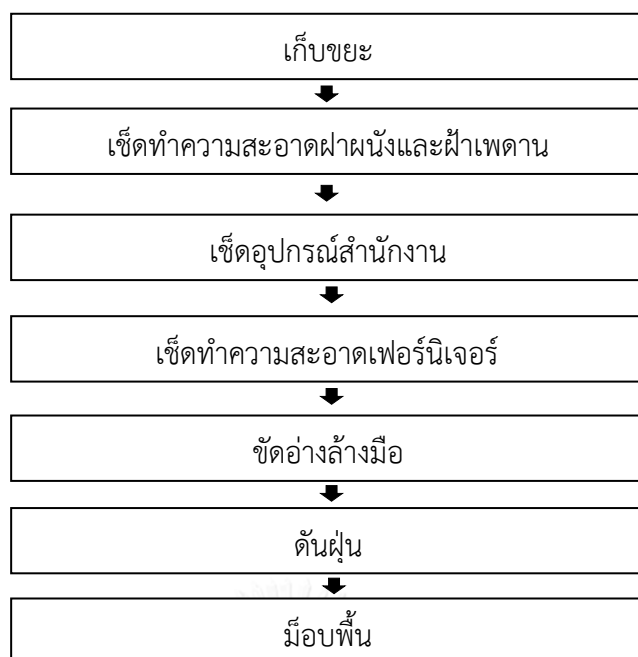 เก็บขยะ
เช็ดทำความสะอาดฝาผนังและฝ้าเพดาน
เช็ดอุปกรณ์สำนักงาน
เช็ดทำความสะอาดเฟอร์นิเจอร์
ขัดอ่างล้างมือ
ดันฝุ่น
ม็อบพื้น